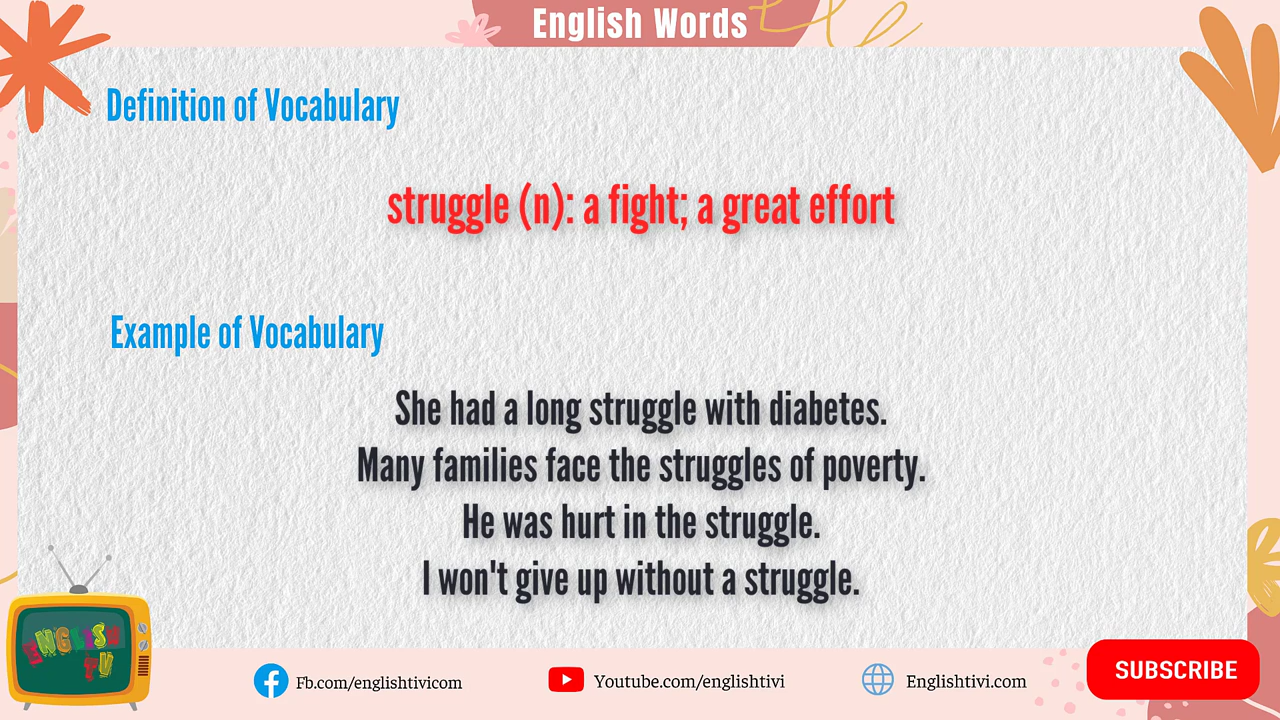 English Words
Definition of Vocabulary
struggle (n): a fight; a great effort
Example of Vocabulary
She had a long struggle with diabetes.
Many families face the struggles of poverty.
He was hurt in the struggle.
I won't give up without a struggle.
ENGLISH
TV
Fb.com/englishtivicom
Youtube.com/englishtivi
Englishtivi.com
SUBSCRIBE